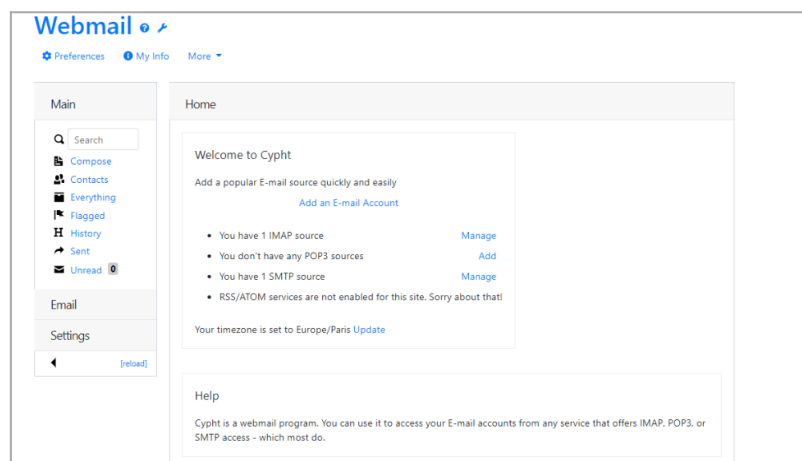 Webmail
Preferences My Info More
Main
Search
Compose
Contacts
Everything
Flagged
History
Sent
Unread 0
Email
Settings
[reload]
Home
Welcome to Cypht
Add a popular E-mail source quickly and easily
Add an E-mail Account
You have 1 IMAP source Manage
You don't have any POP3 sources Add
You have 1 SMTP source Manage
RSS/ATOM services are not enabled for this site. Sorry about that!
Your timezone is set to Europe/Paris Update
Help
Cypht is a webmail program. You can use it to access your E-mail accounts from any service that offers IMAP, POP3, or
SMTP access - which most do.